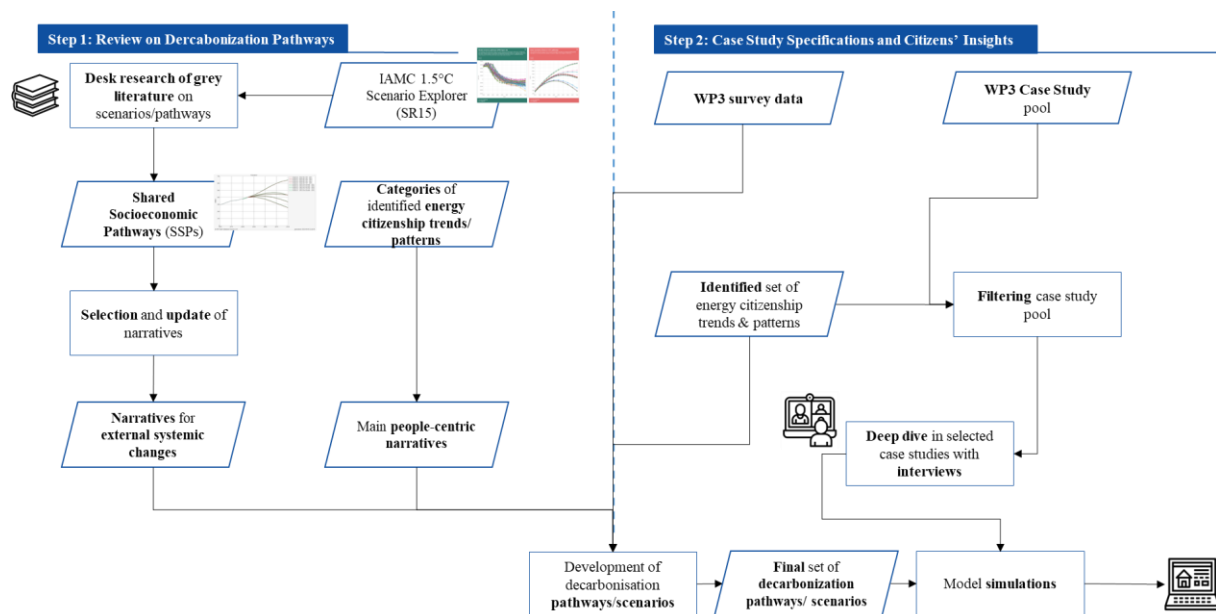 Step 1: Review on Dercabonization Pathways
Desk research of grey
literature on
scenarios/pathways
IAMC 1.5°C
Scenario Explorer
(SR15)
Shared
Socioeconomic
Pathways (SSPs)
Categories of
identified energy
citizenship trends/
patterns
Selection and update of
narratives
Narratives for
external systemic
changes
Main people-centric
narratives
Step 2: Case Study Specifications and Citizens' Insights
WP3 survey data
WP3 Case Study
pool
Identified set of
energy citizenship
trends & patterns
Filtering case study
pool
Deep dive in selected
case studies with
interviews
Development of
decarbonisation
pathways/scenarios
Final set of
decarbonization
pathways/ scenarios
Model simulations